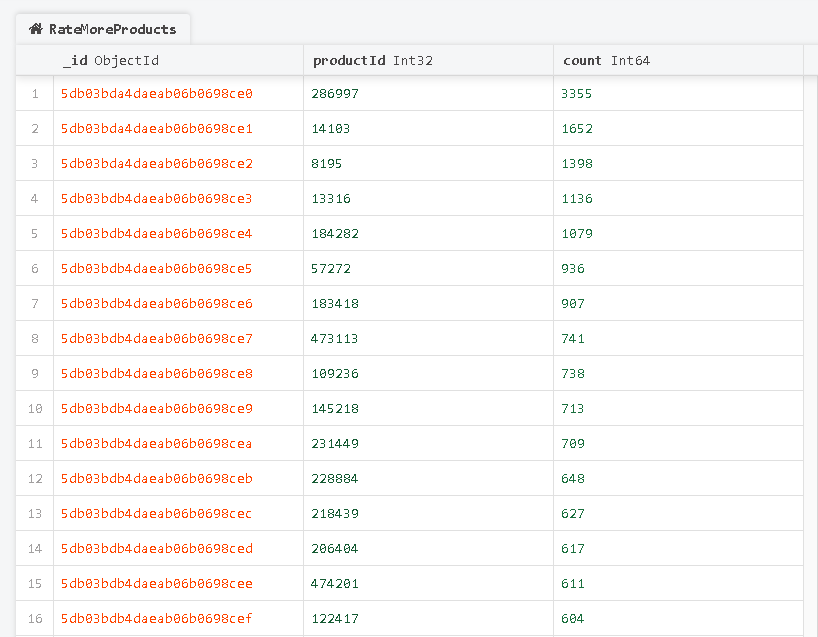 RateMoreProducts
_id ObjectId productId Int32 count Int64
1 5db03bda4daeab06b0698ce0 286997 3355
2 5db03bda4daeab06b0698ce1 14103 1652
3 5db03bda4daeab06b0698ce2 8195 1398
4 5db03bdb4daeab06b0698ce3 13316 1136
5 5db03bdb4daeab06b0698ce4 184282 1079
6 5db03bdb4daeab06b0698ce5 57272 936
7 5db03bdb4daeab06b0698ce6 183418 907
8 5db03bdb4daeab06b0698ce7 473113 741
9 5db03bdb4daeab06b0698ce8 109236 738
10 5db03bdb4daeab06b0698ce9 145218 713
11 5db03bdb4daeab06b0698cea 231449 709
12 5db03bdb4daeab06b0698ceb 228884 648
13 5db03bdb4daeab06b0698cec 218439 627
14 5db03bdb4daeab06b0698ced 206404 617
15 5db03bdb4daeab06b0698cee 474201 611
16 5db03bdb4daeab06b0698cef 122417 604